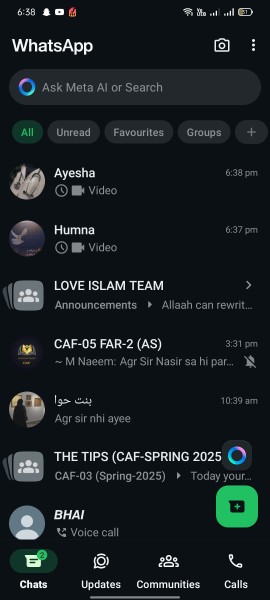 6:38
WhatsApp
Ask Meta AI or Search
All Unread Favourites Groups +
Ayesha 6:38 pm
Video
Humna 6:37 pm
Video
LOVE ISLAM TEAM
Announcements Allaah can rewrit...
CAF-05 FAR-2 (AS) 3:31 pm
~ M Naeem: Agr Sir Nasir sa hi par...
بنت حوا 10:39 am
Agr sir nhi ayee
THE TIPS (CAF-SPRING 2025
CAF-03 (Spring-2025) Today your...
BHAI
Voice call
2
Chats Updates Communities Calls